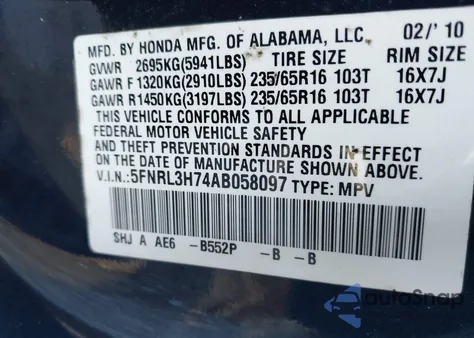 MFD. BY HONDA MFG. OF ALABAMA, LLC. 02/' 10
GVWR 2695KG(5941LBS) TIRE SIZE RIM SIZE
GAWR F 1320KG(2910LBS) 235/65R16 103T 16X7J
GAWR R 1450KG(3197LBS) 235/65R16 103T 16X7J
THIS VEHICLE CONFORMS TO ALL APPLICABLE
FEDERAL MOTOR VEHICLE SAFETY
AND THEFT PREVENTION STANDARDS
IN EFFECT ON THE DATE OF MANUFACTURE SHOWN ABOVE.
V.I.N.: 5FNRL3H74AB058097 TYPE: MPV
SHJ A AE6 -B552P -B -B
autoSnap